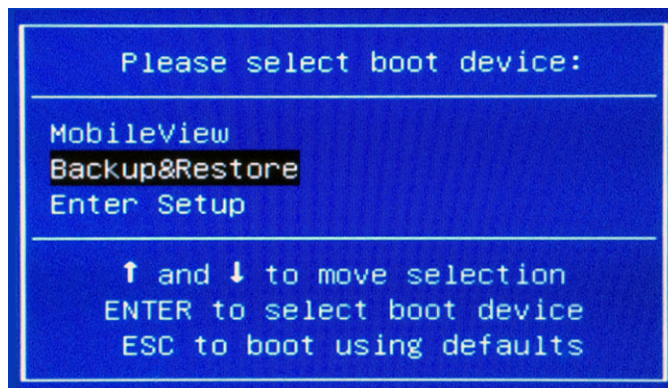 Please select boot device:
MobileView
Backup&Restore
Enter Setup
↑ and ↓ to move selection
ENTER to select boot device
ESC to boot using defaults